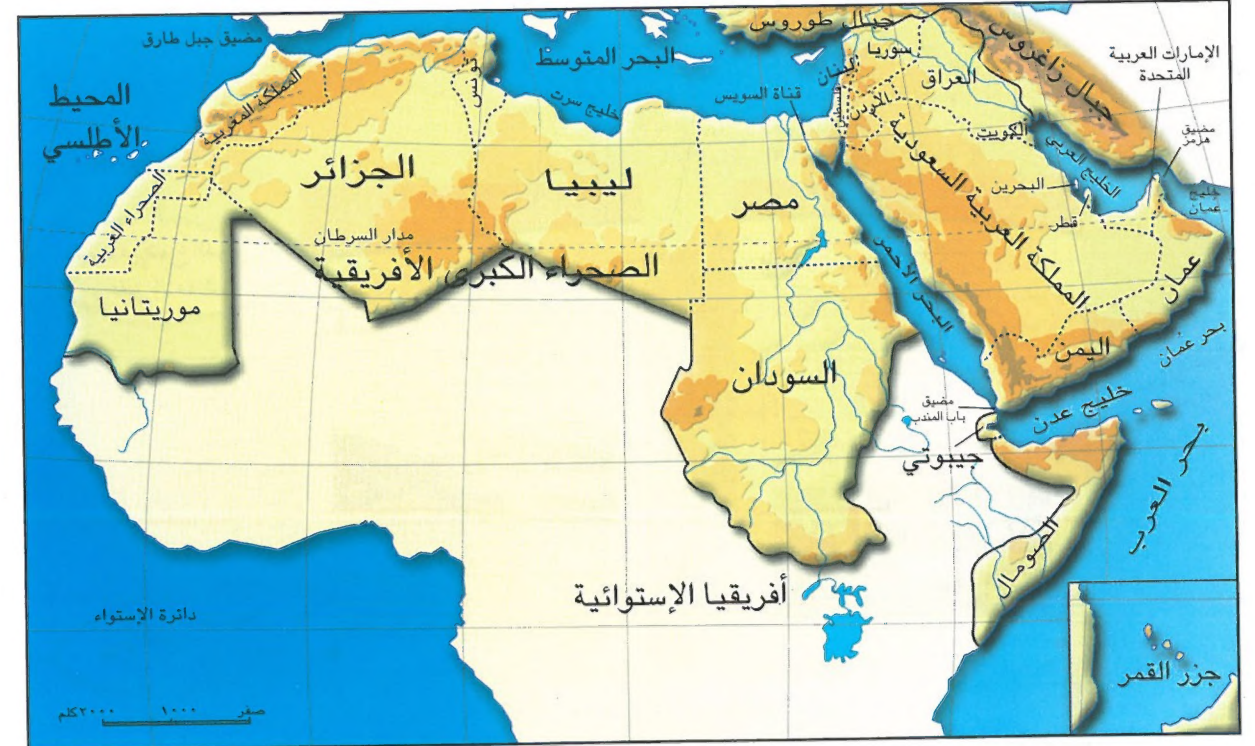 جبال طوروس
مضيق جبل طارق
البحر المتوسط
سوريا
لبنان
العراق
جبال زاغروس
الإمارات العربية
المتحدة
المحيط
الأطلسي
المملكة المغربية
تونس
خليج سرت
قناة السويس
فلسطين
الأردن
الكويت
الخليج العربي
مضيق
هرمز
خليج
عمان
الجزائر
ليبيا
مصر
المملكة العربية السعودية
البحرين
قطر
الصحراء الغربية
مدار السرطان
الصحراء الكبرى الأفريقية
البحر الأحمر
عمان
موريتانيا
السودان
اليمن
بحر عُمان
مضيق
باب المندب
خليج عدن
جيبوتي
بحر العرب
الصومال
أفريقيا الإستوائية
دائرة الإستواء
جزر القمر
صفر ١٠٠٠ ٢٠٠٠كلم